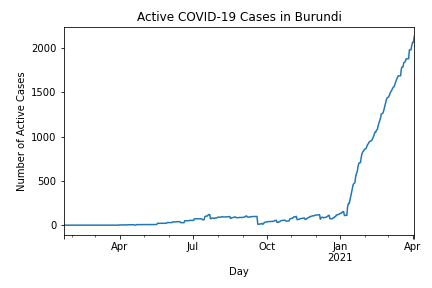 Active COVID-19 Cases in Burundi
Number of Active Cases
2000
1500
1000
500
0
Apr
Jul
Oct
Jan
2021
Apr
Day